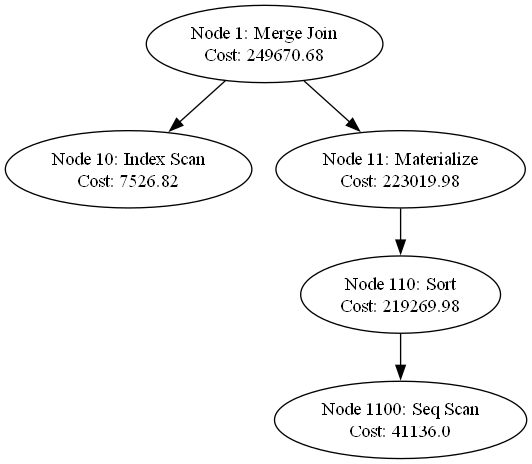 Node 1: Merge Join
Cost: 249670.68
Node 10: Index Scan
Cost: 7526.82
Node 11: Materialize
Cost: 223019.98
Node 110: Sort
Cost: 219269.98
Node 1100: Seq Scan
Cost: 41136.0